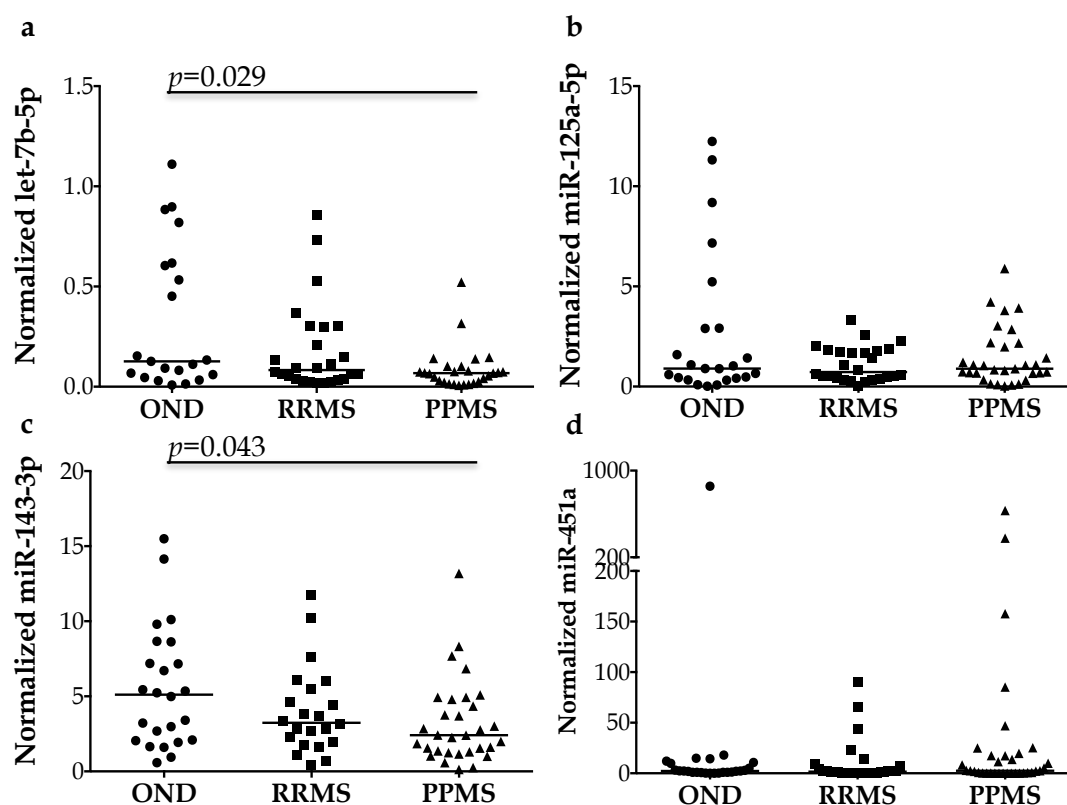 a
p=0.029
Normalized let-7b-5p
1.5
1.0
0.5
0.0
OND RRMS PPMS
b
Normalized miR-125a-5p
15
10
5
0
OND RRMS PPMS
c
p=0.043
Normalized miR-143-3p
20
15
10
5
0
OND RRMS PPMS
d
Normalized miR-451a
1000
200
200
150
100
50
0
OND RRMS PPMS